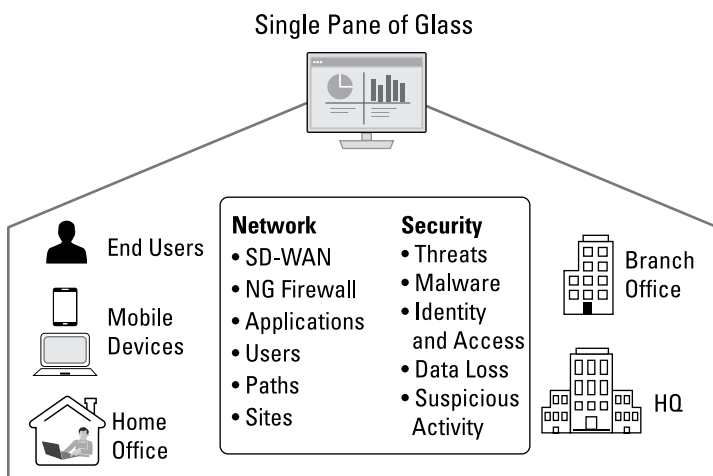 Single Pane of Glass
End Users
Mobile
Devices
Home
Office
Network
• SD-WAN
• NG Firewall
• Applications
• Users
• Paths
• Sites
Security
• Threats
• Malware
• Identity
and Access
• Data Loss
• Suspicious
Activity
Branch
Office
HQ